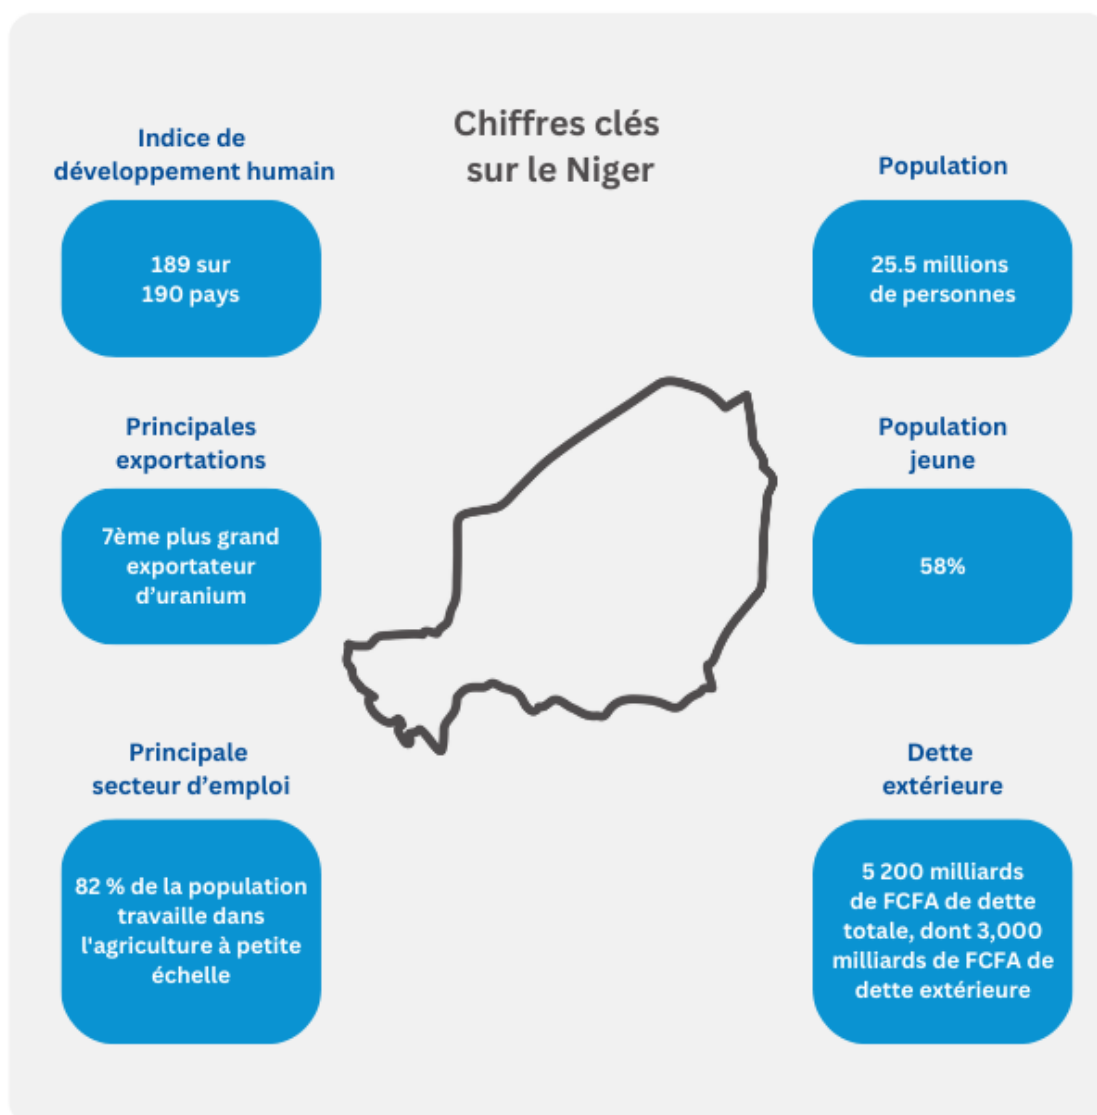 Chiffres clés
sur le Niger
Indice de
développement humain
189 sur
190 pays
Population
25.5 millions
de personnes
Principales
exportations
7ème plus grand
exportateur
d’uranium
Population
jeune
58%
Principale
secteur d’emploi
82 % de la population
travaille dans
l'agriculture à petite
échelle
Dette
extérieure
5 200 milliards
de FCFA de dette
totale, dont 3,000
milliards de FCFA de
dette extérieure